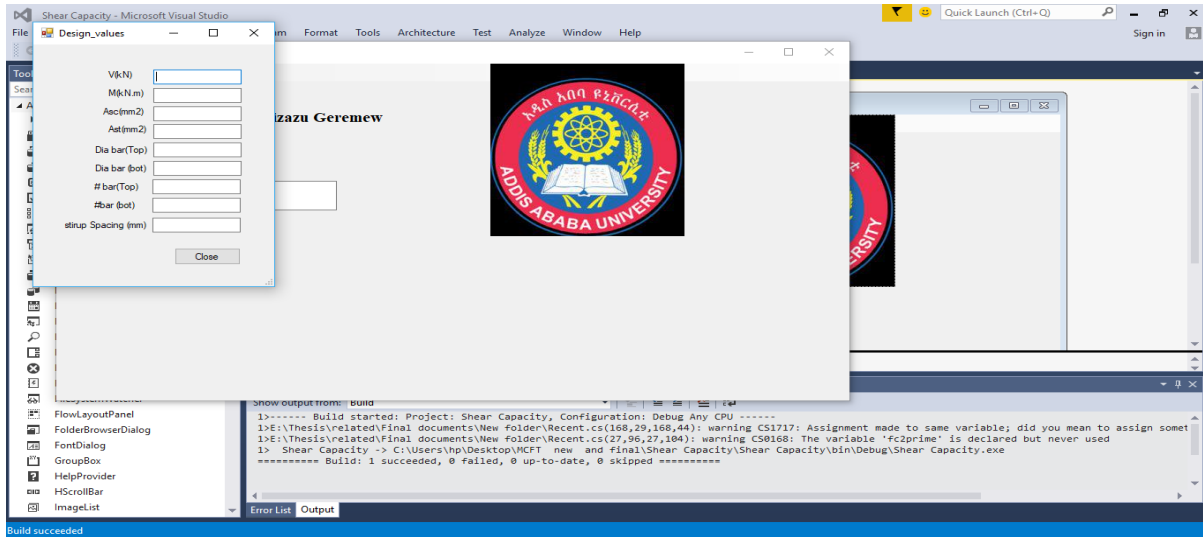 Shear Capacity - Microsoft Visual Studio
Quick Launch (Ctrl+Q)
File
Format Tools Architecture Test Analyze Window Help
Sign in
Design_values
V(kN)
M(kN.m)
Asc(mm2)
Ast(mm2)
Dia bar(Top)
Dia bar (bot)
# bar(Top)
#bar (bot)
stirup Spacing (mm)
Close
izazu Geremew
አዲስ አበባ ዩኒቨርሲቲ
ADDIS ABABA UNIVERSITY
FlowLayoutPanel
FolderBrowserDialog
FontDialog
GroupBox
HelpProvider
HScrollBar
ImageList
Show output from: Build
1>------ Build started: Project: Shear Capacity, Configuration: Debug Any CPU ------
1>E:\Thesis\related\Final documents\New folder\Recent.cs(168,29,168,44): warning CS1717: Assignment made to same variable; did you mean to assign somet
1>E:\Thesis\related\Final documents\New folder\Recent.cs(27,96,27,104): warning CS0168: The variable 'fc2prime' is declared but never used
1> Shear Capacity -> C:\Users\hp\Desktop\MCFT new and final\Shear Capacity\Shear Capacity\bin\Debug\Shear Capacity.exe
========== Build: 1 succeeded, 0 failed, 0 up-to-date, 0 skipped ==========
Error List Output
Build succeeded